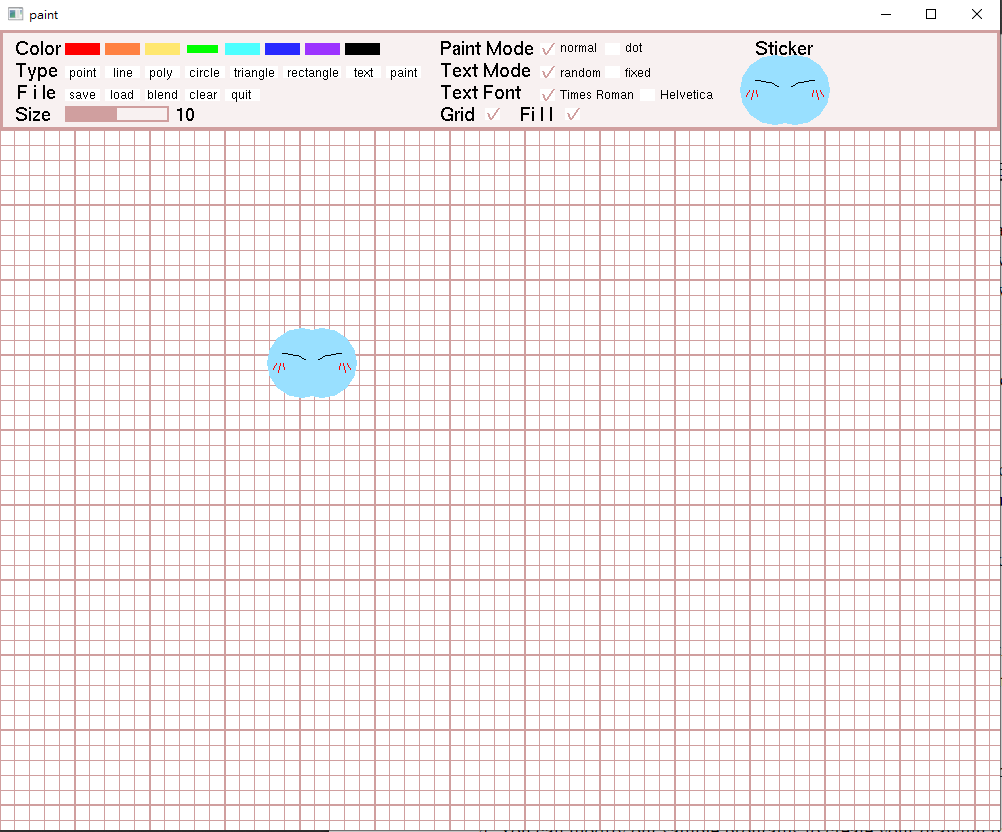 paint
Color Paint Mode normal dot Sticker
Type point line poly circle triangle rectangle text paint Text Mode random fixed
File save load blend clear quit Text Font Times Roman Helvetica
Size 10 Grid Fill